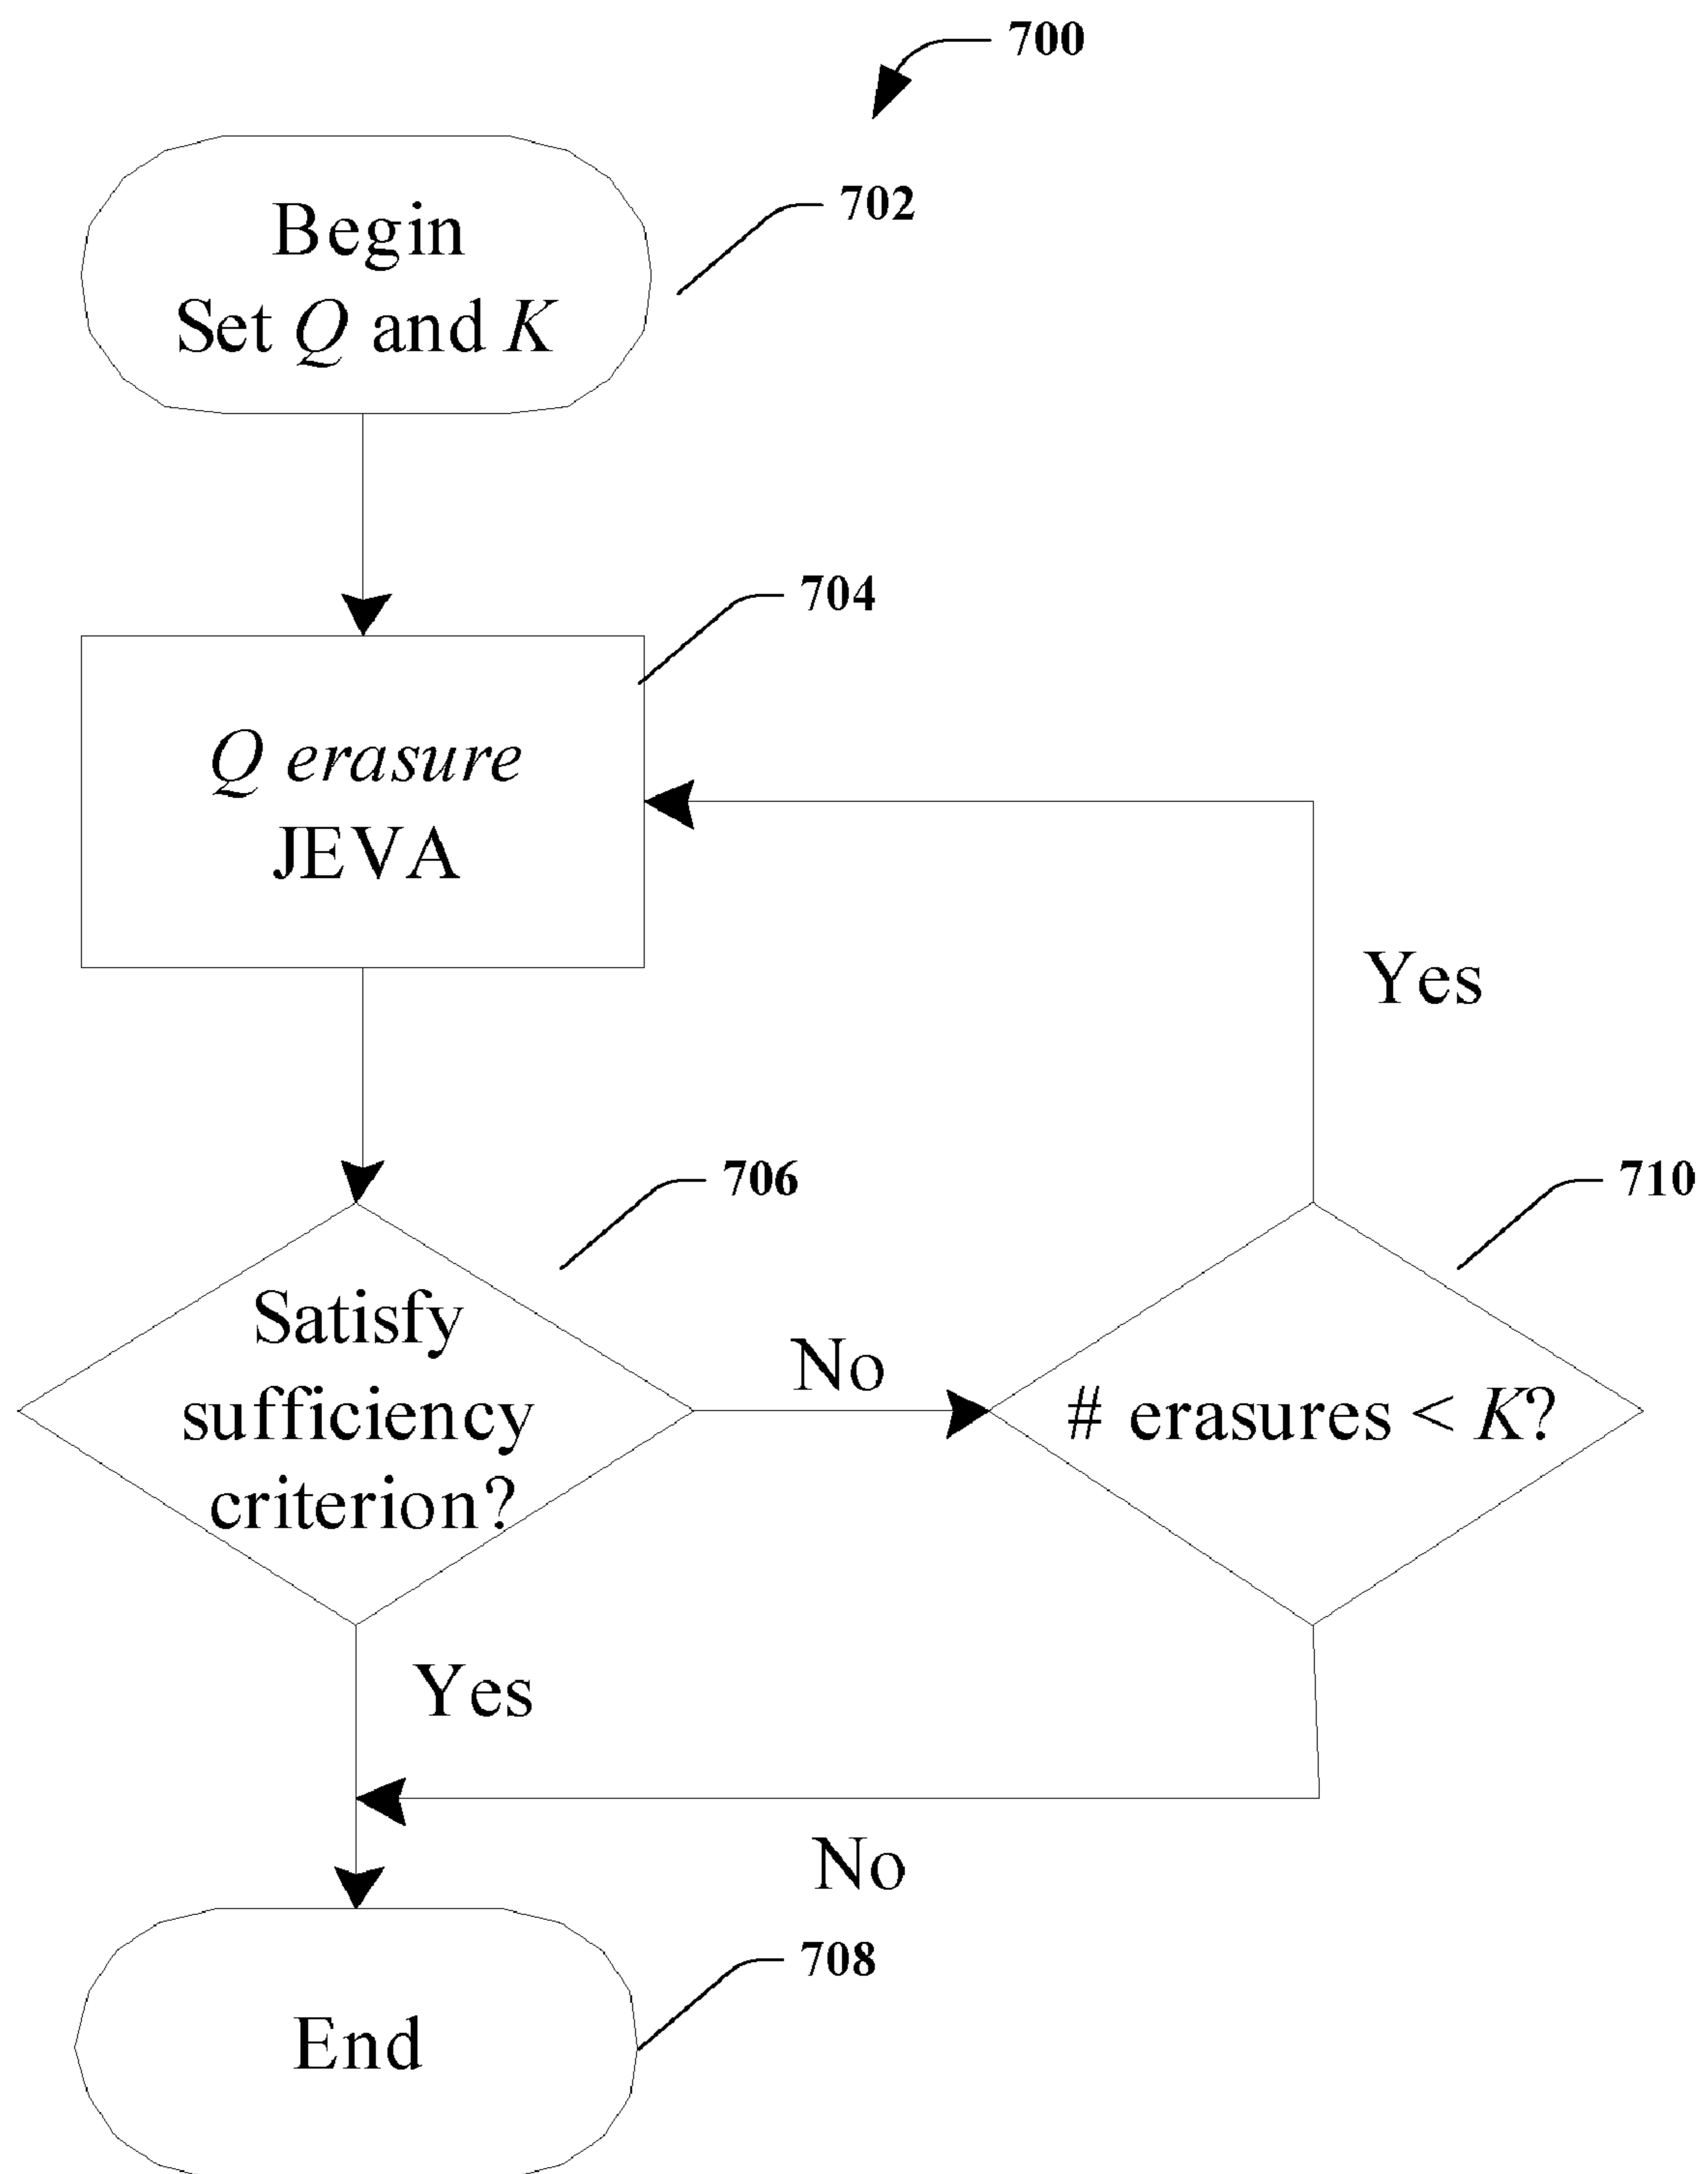 700
702
Begin
Set Q and K
704
Q erasure
JEVA
Yes
706
710
Satisfy
sufficiency
criterion?
No
# erasures < K?
Yes
No
708
End